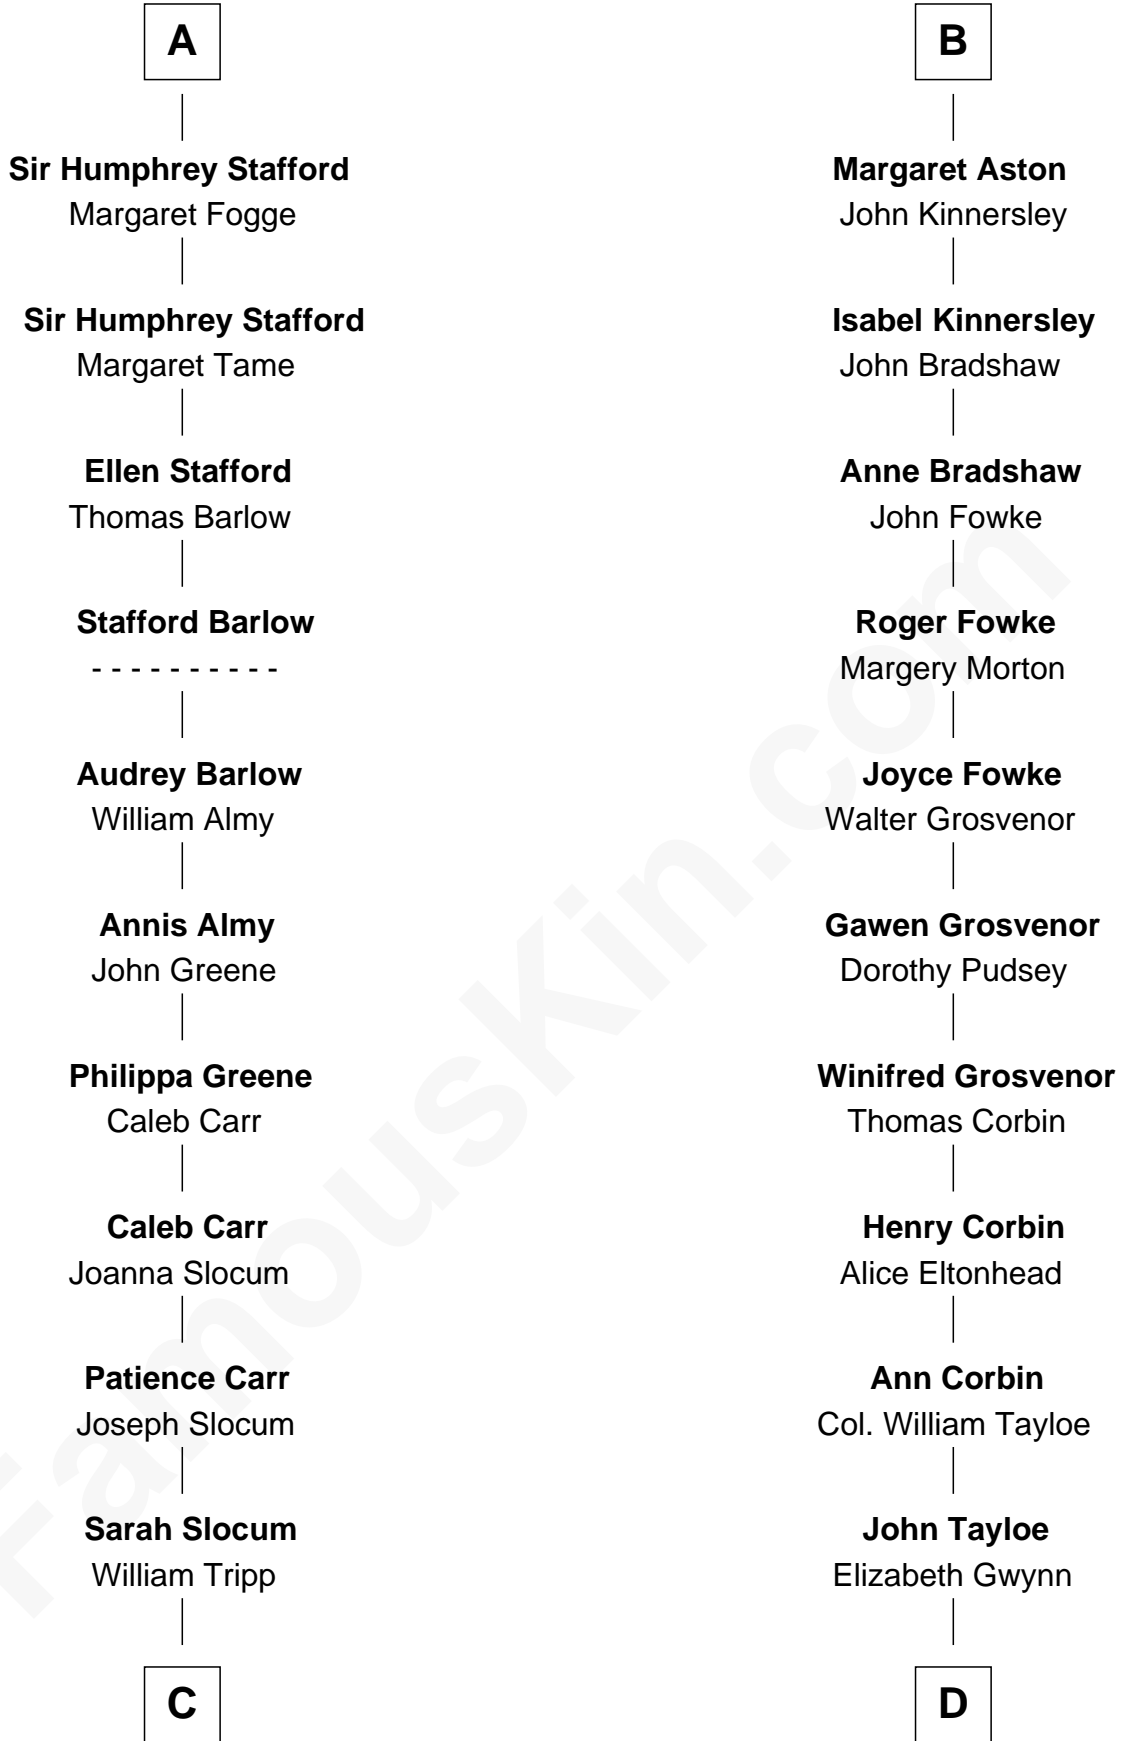 A
Sir Humphrey Stafford
Margaret Fogge
Sir Humphrey Stafford
Margaret Tame
Ellen Stafford
Thomas Barlow
Stafford Barlow
- - - - - - - - - -
Audrey Barlow
William Almy
Annis Almy
John Greene
Philippa Greene
Caleb Carr
Caleb Carr
Joanna Slocum
Patience Carr
Joseph Slocum
Sarah Slocum
William Tripp
C
B
Margaret Aston
John Kinnersley
Isabel Kinnersley
John Bradshaw
Anne Bradshaw
John Fowke
Roger Fowke
Margery Morton
Joyce Fowke
Walter Grosvenor
Gawen Grosvenor
Dorothy Pudsey
Winifred Grosvenor
Thomas Corbin
Henry Corbin
Alice Eltonhead
Ann Corbin
Col. William Tayloe
John Tayloe
Elizabeth Gwynn
D
FamousKin.com